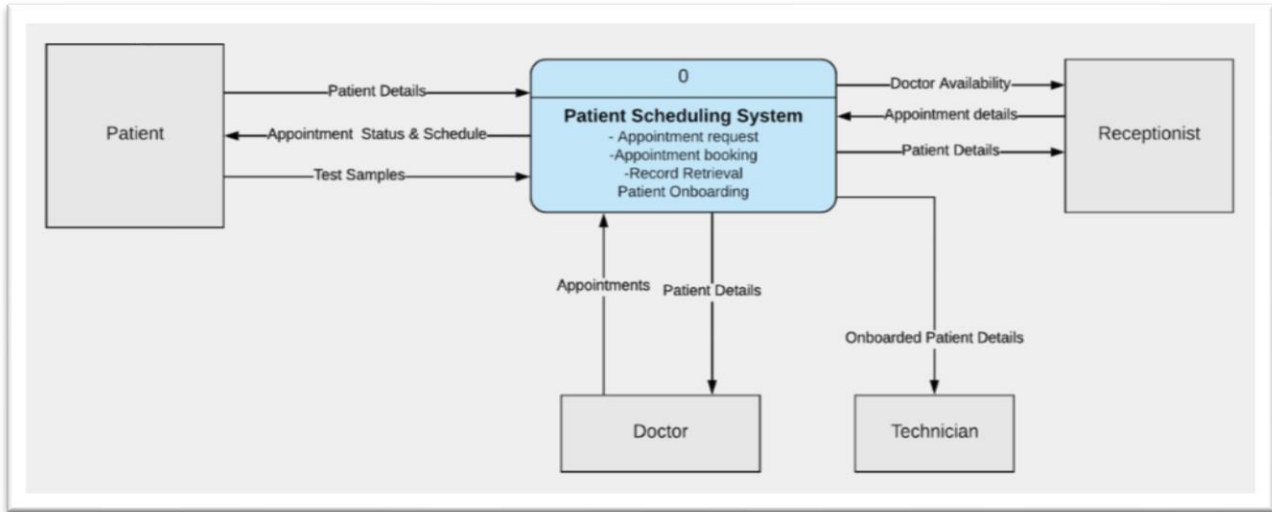 Patient
Patient Details
Appointment Status & Schedule
Test Samples
0
Patient Scheduling System
- Appointment request
-Appointment booking
-Record Retrieval
Patient Onboarding
Doctor Availability
Appointment details
Patient Details
Receptionist
Appointments
Patient Details
Onboarded Patient Details
Doctor
Technician